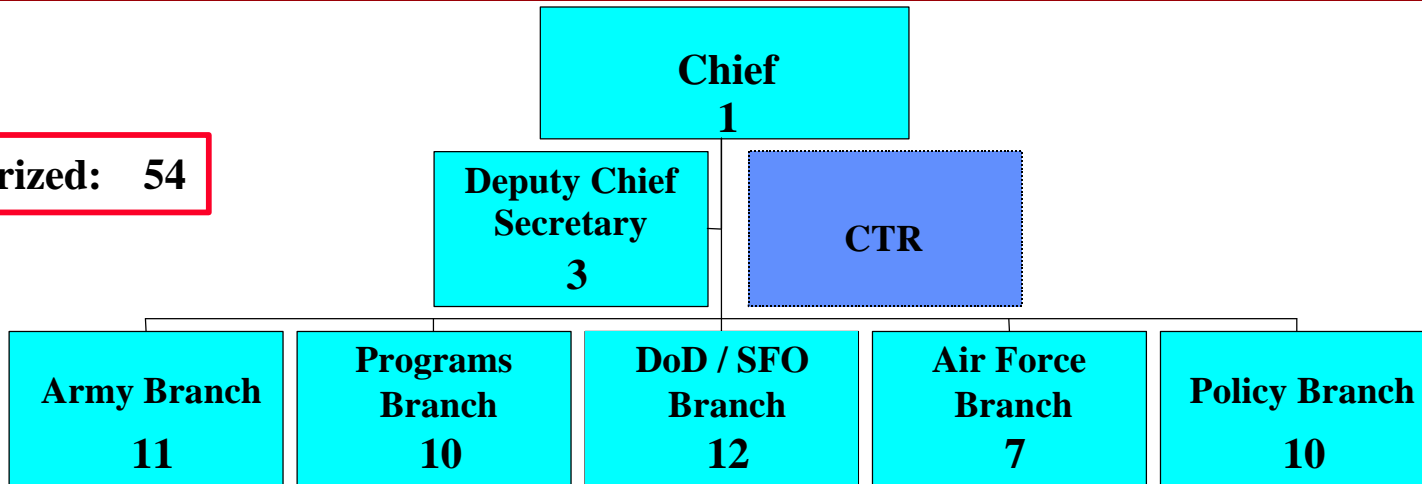 Chief
1
rized: 54
Deputy Chief
Secretary
3
CTR
Army Branch
11
Programs
Branch
10
DoD / SFO
Branch
12
Air Force
Branch
7
Policy Branch
10